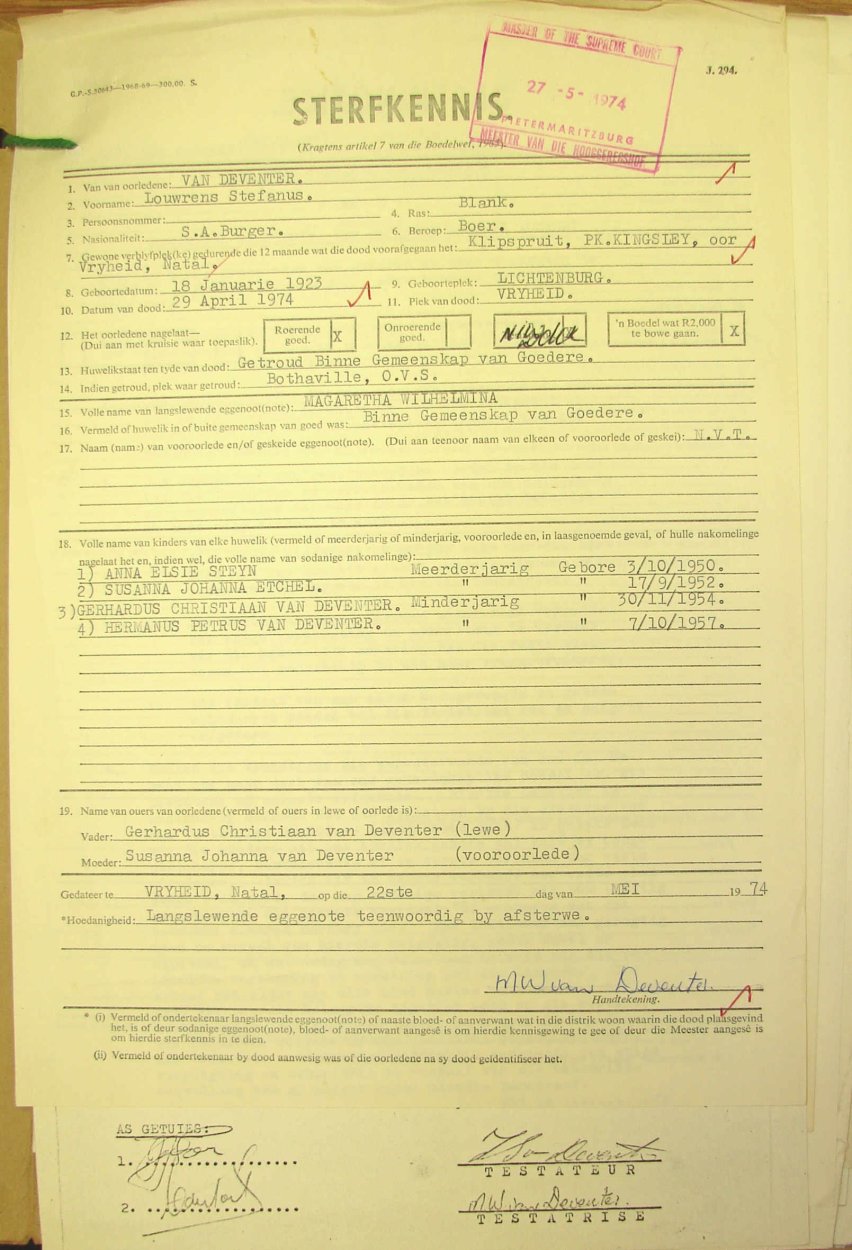 G.P.-S.30643—1968-69—300.00. S.
J. 294.
MASTER OF THE SUPREME COURT
27 -5- 1974
PIETERMARITZBURG
MEESTER VAN DIE HOOGGEREGSHOF
STERFKENNIS.
(Kragtens artikel 7 van die Boedelwet, 1965)
1. Van van oorledene: VAN DEVENTER.
2. Voorname: Louwrens Stefanus.
3. Persoonsnommer:
4. Ras: Blank.
5. Nasionaliteit: S.A.Burger.
6. Beroep: Boer.
7. Gewone verblyfplek(ke) gedurende die 12 maande wat die dood voorafgegaan het: Klipspruit, PK.KINGSLEY, oor
Vryheid, Natal.
8. Geboortedatum: 18 Januarie 1923
9. Geboorteplek: LICHTENBURG.
10. Datum van dood: 29 April 1974
11. Plek van dood: VRYHEID.
12. Het oorledene nagelaat—
(Dui aan met kruisie waar toepaslik).
Roerende goed. X
Onroerende goed.
'n Boedel wat R2,000 te bowe gaan. X
13. Huwelikstaat ten tyde van dood: Getroud Binne Gemeenskap van Goedere.
14. Indien getroud, plek waar getroud: Bothaville, O.V.S.
15. Volle name van langslewende eggenoot(note): MAGARETHA WILHELMINA
16. Vermeld of huwelik in of buite gemeenskap van goed was: Binne Gemeenskap van Goedere.
17. Naam (name) van vooroorlede en/of geskeide eggenoot(note). (Dui aan teenoor naam van elkeen of vooroorlede of geskei): N.V.T.
18. Volle name van kinders van elke huwelik (vermeld of meerderjarig of minderjarig, vooroorlede en, in laasgenoemde geval, of hulle nakomelinge
nagelaat het en, indien wel, die volle name van sodanige nakomelinge):
1) ANNA ELSIE STEYN Meerderjarig Gebore 3/10/1950.
2) SUSANNA JOHANNA ETCHEL. " " 17/9/1952.
3) GERHARDUS CHRISTIAAN VAN DEVENTER. Minderjarig " 30/11/1954.
4) HERMANUS PETRUS VAN DEVENTER. " " 7/10/1957.
19. Name van ouers van oorledene (vermeld of ouers in lewe of oorlede is):
Vader: Gerhardus Christiaan van Deventer (lewe)
Moeder: Susanna Johanna van Deventer (vooroorlede)
Gedateer te VRYHEID, Natal, op die 22ste dag van MEI 19 74
*Hoedanigheid: Langslewende eggenote teenwoordig by afsterwe.
MW van Deventer.
Handtekening.
* (i) Vermeld of ondertekenaar langslewende eggenoot(note) of naaste bloed- of aanverwant wat in die distrik woon waarin die dood plaasgevind
het, is of deur sodanige eggenoot(note), bloed- of aanverwant aangesê is om hierdie kennisgewing te gee of deur die Meester aangesê is
om hierdie sterfkennis in te dien.
(ii) Vermeld of ondertekenaar by dood aanwesig was of die oorledene na sy dood geïdentifiseer het.
AS GETUIES:
1.
van Deventer
TESTATEUR
2.
MW van Deventer.
TESTATRISE